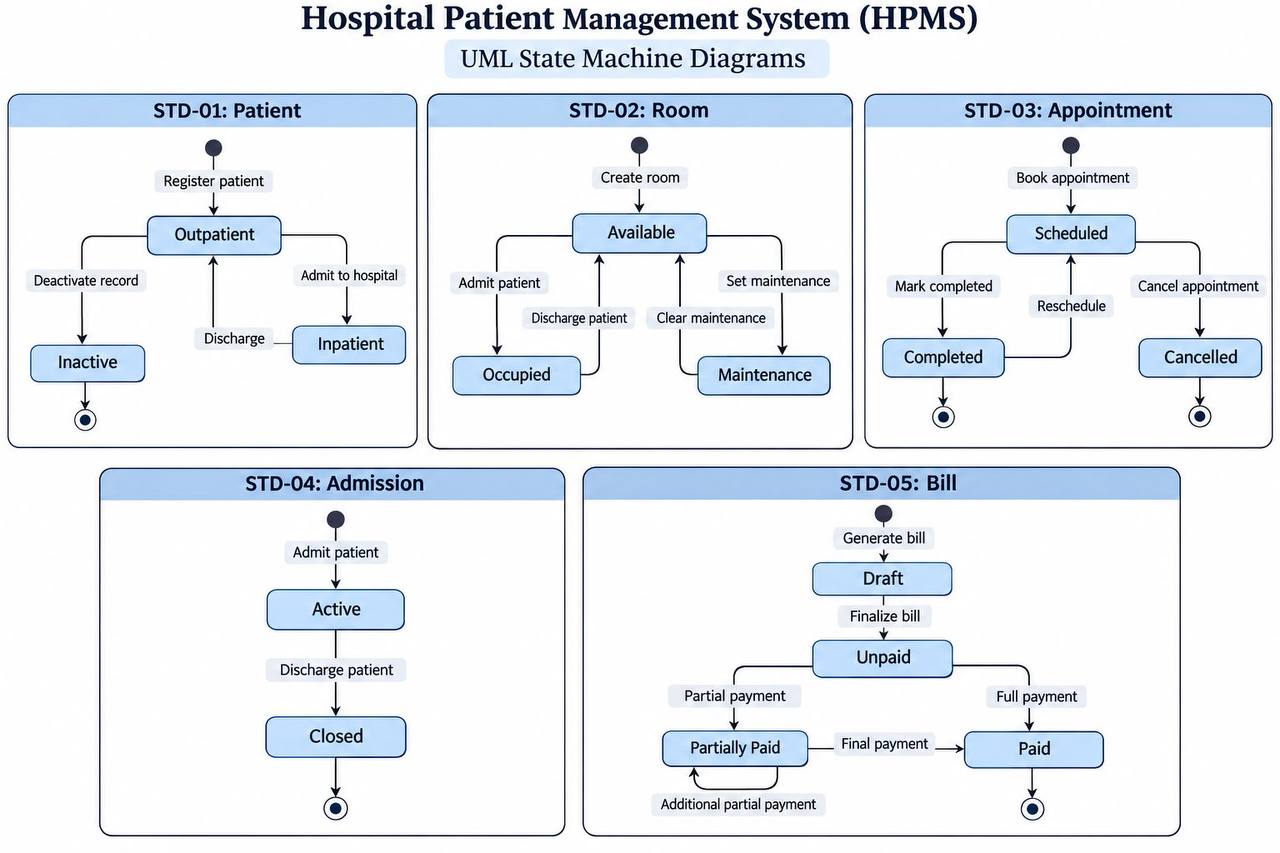 Hospital Patient Management System (HPMS)
UML State Machine Diagrams
STD-01: Patient
Register patient
Outpatient
Deactivate record
Admit to hospital
Discharge
Inpatient
Inactive
STD-02: Room
Create room
Available
Admit patient
Set maintenance
Discharge patient
Clear maintenance
Occupied
Maintenance
STD-03: Appointment
Book appointment
Scheduled
Mark completed
Cancel appointment
Reschedule
Completed
Cancelled
STD-04: Admission
Admit patient
Active
Discharge patient
Closed
STD-05: Bill
Generate bill
Draft
Finalize bill
Unpaid
Partial payment
Full payment
Partially Paid
Final payment
Paid
Additional partial payment